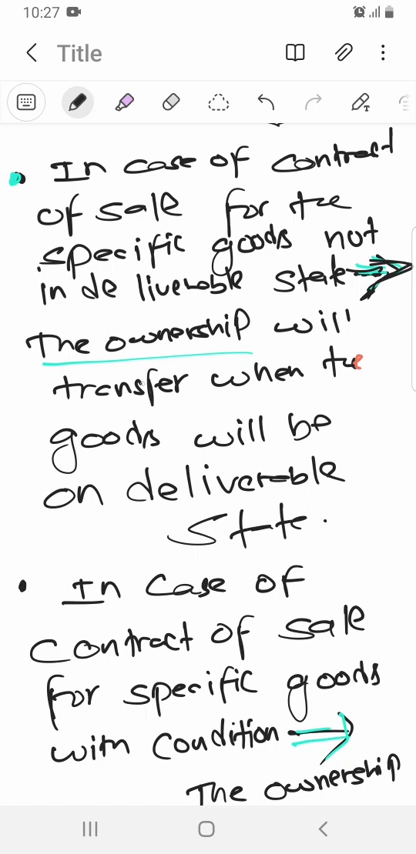 10:27
Title
• In case of contract
of sale for the
specific goods not
in deliverable state
The ownership will
transfer when the
goods will be
on deliverable
state.
• In case of
contract of sale
for specific goods
with condition →
The ownership